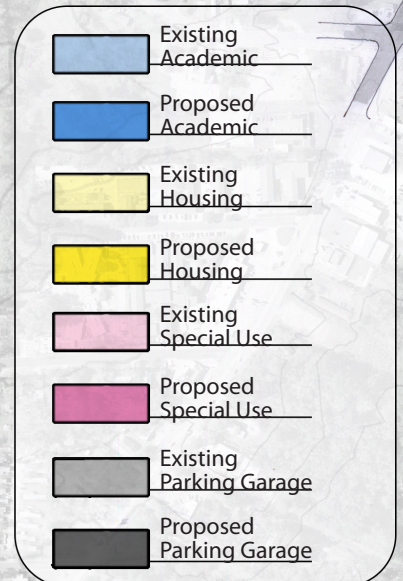 Existing
Academic
Proposed
Academic
Existing
Housing
Proposed
Housing
Existing
Special Use
Proposed
Special Use
Existing
Parking Garage
Proposed
Parking Garage